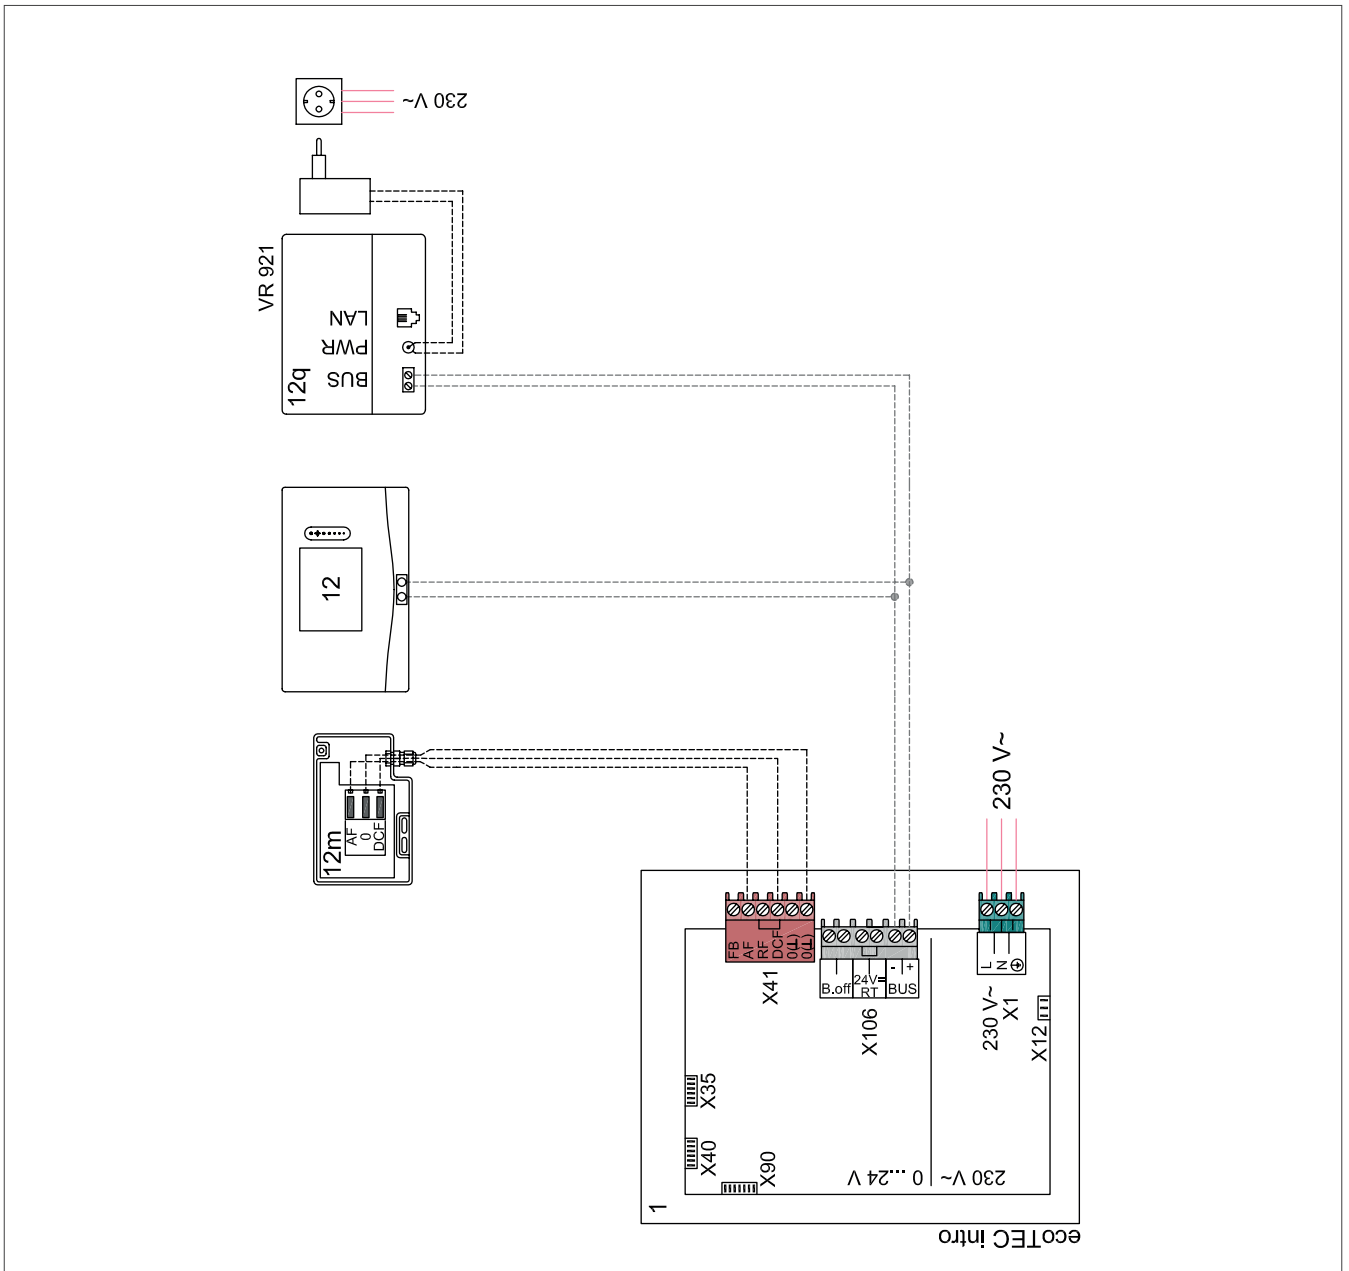 230 V~
VR 921
LAN
PWR
BUS
12q
12
12m
AF
0
DCF
230 V~
FB
AF
RF
DCF
0(⊥)
0(⊥)
X41
B.off
24V=
RT
- +
BUS
X106
L
N
230 V~
X1
X12
X35
X40
X90
0...24 V | 230 V~
1
ecoTEC intro